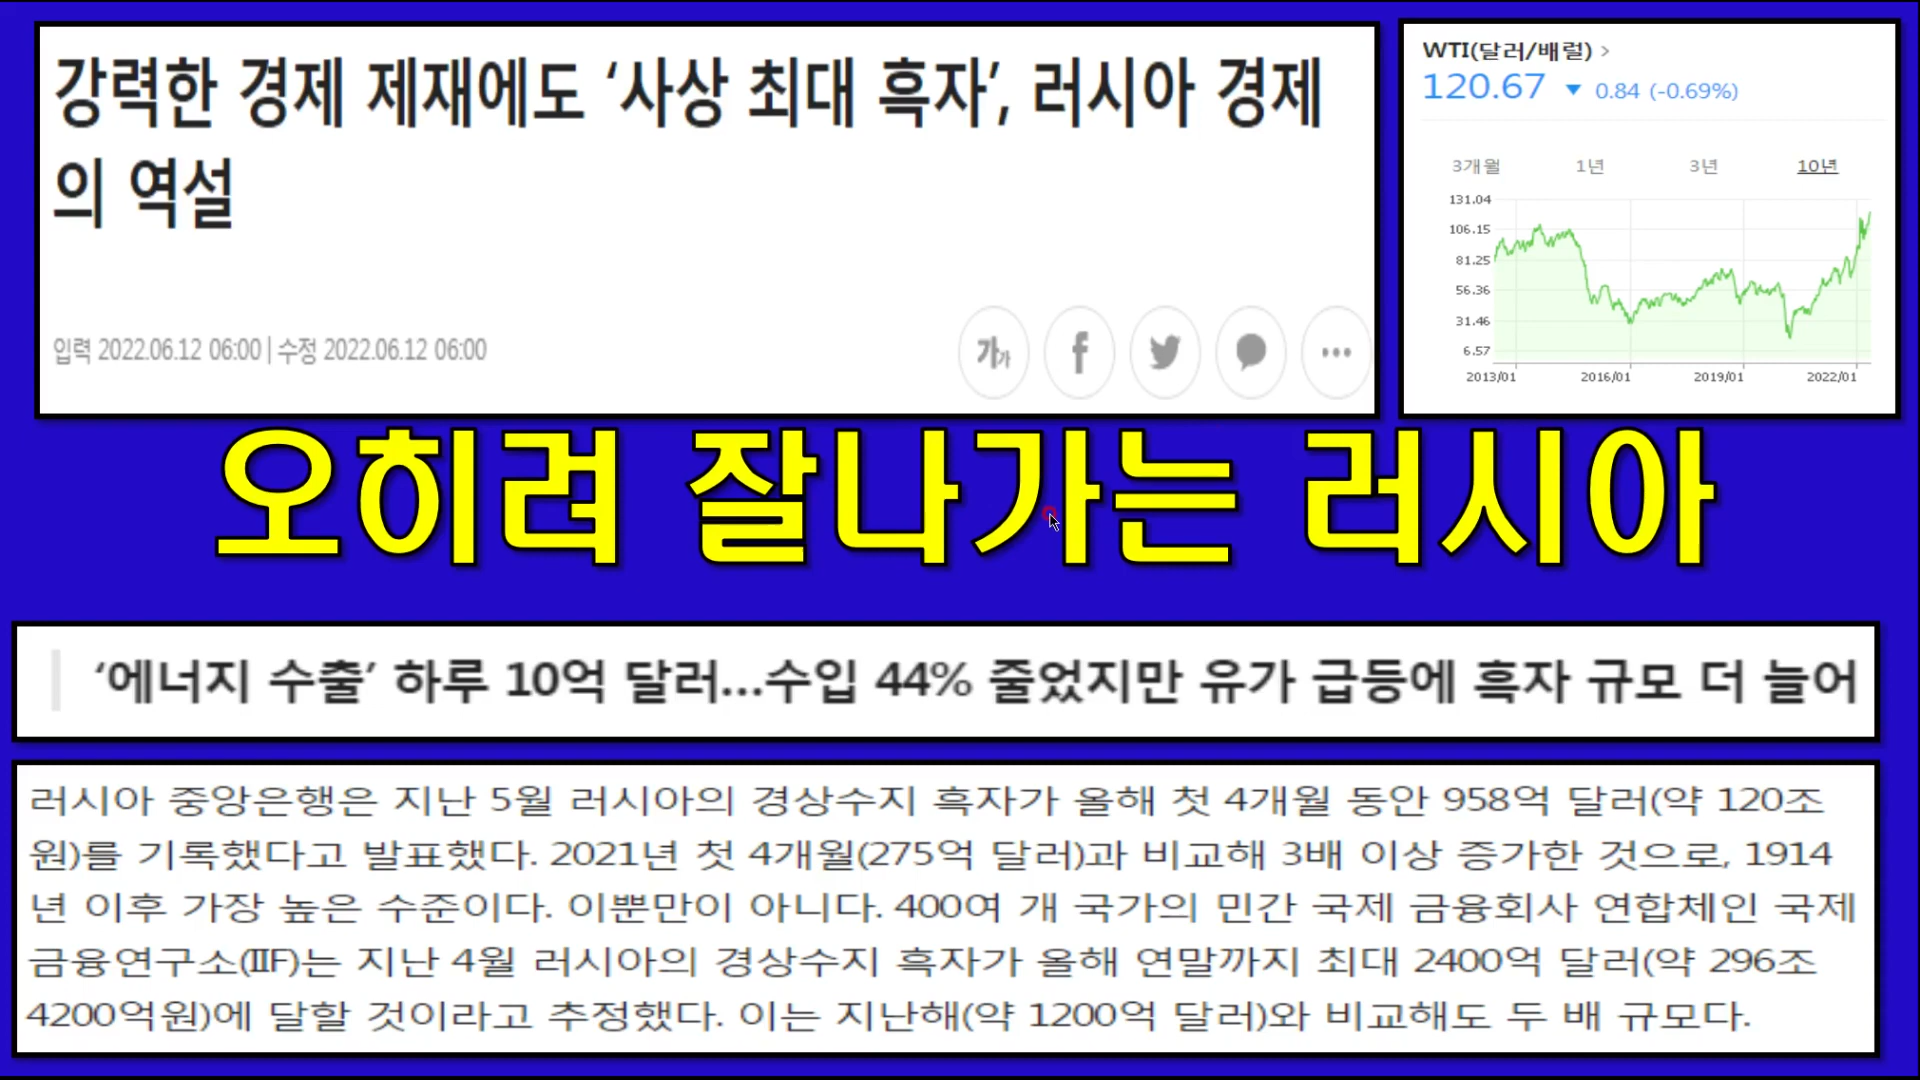 강력한 경제 제재에도 ‘사상 최대 흑자’, 러시아 경제
의 역설
입력 2022.06.12 06:00 | 수정 2022.06.12 06:00
가가
WTI(달러/배럴) >
120.67 ▼ 0.84 (-0.69%)
3개월 1년 3년 10년
131.04
106.15
81.25
56.36
31.46
6.57
2013/01 2016/01 2019/01 2022/01
오히려 잘나가는 러시아
‘에너지 수출’ 하루 10억 달러...수입 44% 줄었지만 유가 급등에 흑자 규모 더 늘어
러시아 중앙은행은 지난 5월 러시아의 경상수지 흑자가 올해 첫 4개월 동안 958억 달러(약 120조
원)를 기록했다고 발표했다. 2021년 첫 4개월(275억 달러)과 비교해 3배 이상 증가한 것으로, 1914
년 이후 가장 높은 수준이다. 이뿐만이 아니다. 400여 개 국가의 민간 국제 금융회사 연합체인 국제
금융연구소(IIF)는 지난 4월 러시아의 경상수지 흑자가 올해 연말까지 최대 2400억 달러(약 296조
4200억원)에 달할 것이라고 추정했다. 이는 지난해(약 1200억 달러)와 비교해도 두 배 규모다.